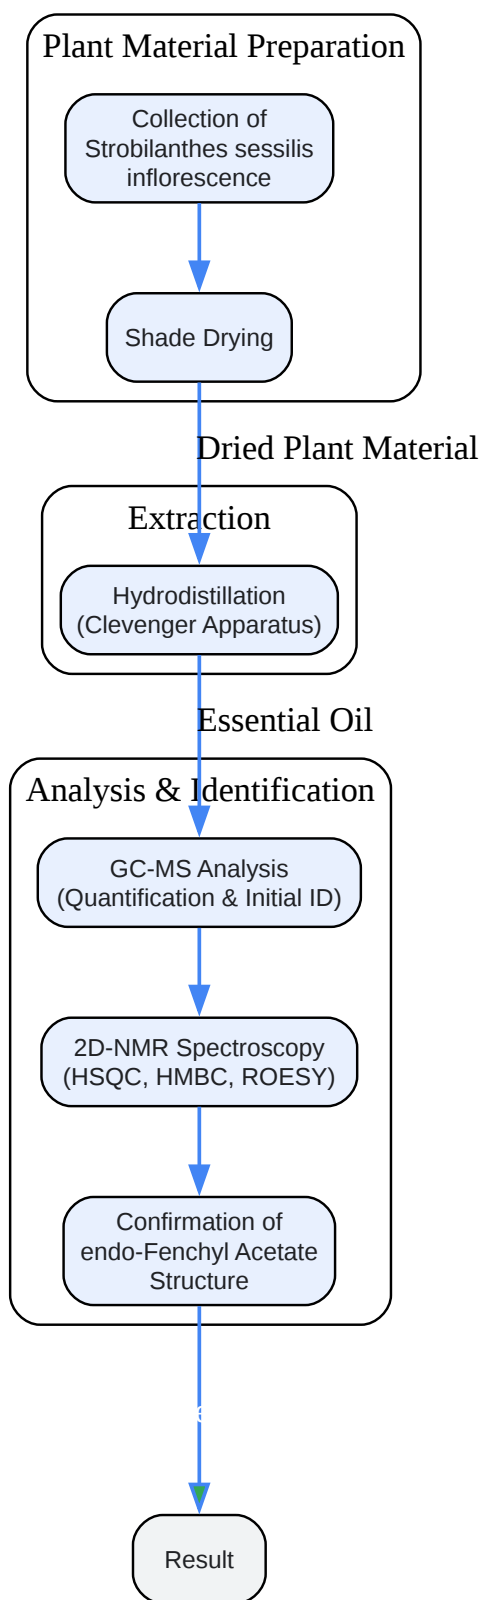 Plant Material Preparation
Collection of
Strobilanthes sessilis
inflorescence
Shade Drying
Dried Plant Material
Extraction
Hydrodistillation
(Clevenger Apparatus)
Essential Oil
Analysis & Identification
GC-MS Analysis
(Quantification & Initial ID)
2D-NMR Spectroscopy
(HSQC, HMBC, ROESY)
Confirmation of
endo-Fenchyl Acetate
Structure
Result